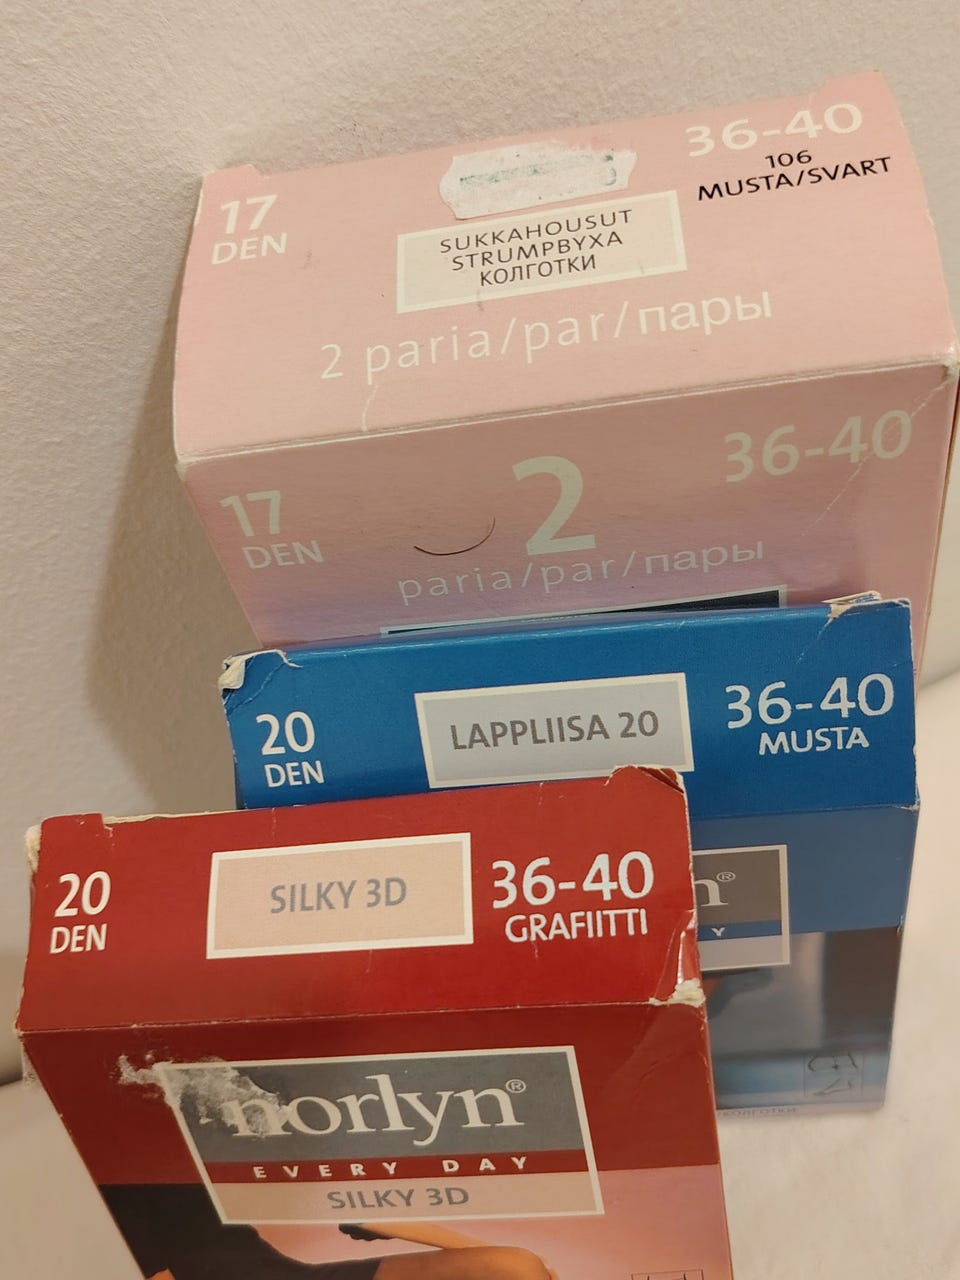 17
DEN
36-40
106
MUSTA/SVART
SUKKAHOUSUT
STRUMPBYXA
КОЛГОТКИ
2 paria/par/пары
17
DEN
2
paria/par/пары
36-40
20
DEN
LAPPLIISA 20
36-40
MUSTA
n®
Y
20
DEN
SILKY 3D
36-40
GRAFIITTI
norlyn®
EVERY DAY
SILKY 3D
/КОЛГОТКИ